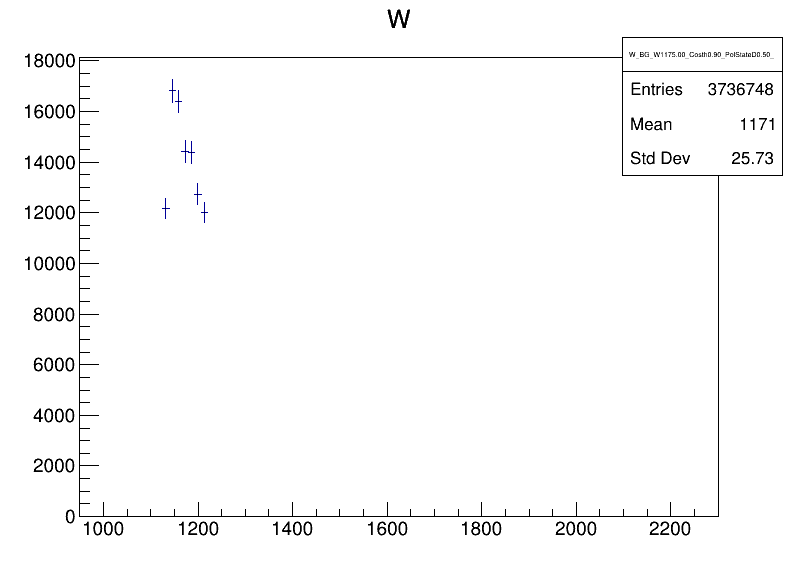 W
W_BG_W1175.00_Costh0.90_PolStateD0.50_
Entries 3736748
Mean 1171
Std Dev 25.73
18000
16000
14000
12000
10000
8000
6000
4000
2000
0
1000 1200 1400 1600 1800 2000 2200